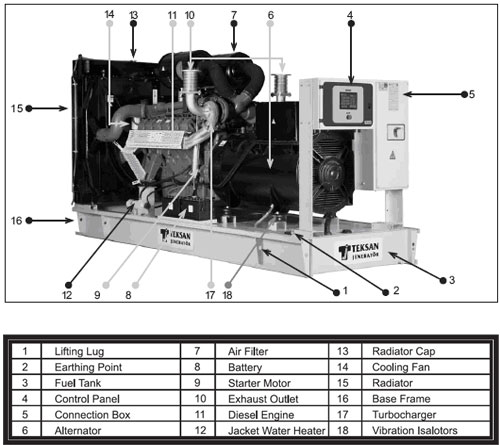 14 13 11 10 7 6 4
15
5
16
TEKSAN
JENERATÖR
TEKSAN
JENERATÖR
12 9 8 17 18 1 2 3
1 Lifting Lug 7 Air Filter 13 Radiator Cap
2 Earthing Point 8 Battery 14 Cooling Fan
3 Fuel Tank 9 Starter Motor 15 Radiator
4 Control Panel 10 Exhaust Outlet 16 Base Frame
5 Connection Box 11 Diesel Engine 17 Turbocharger
6 Alternator 12 Jacket Water Heater 18 Vibration Isalotors